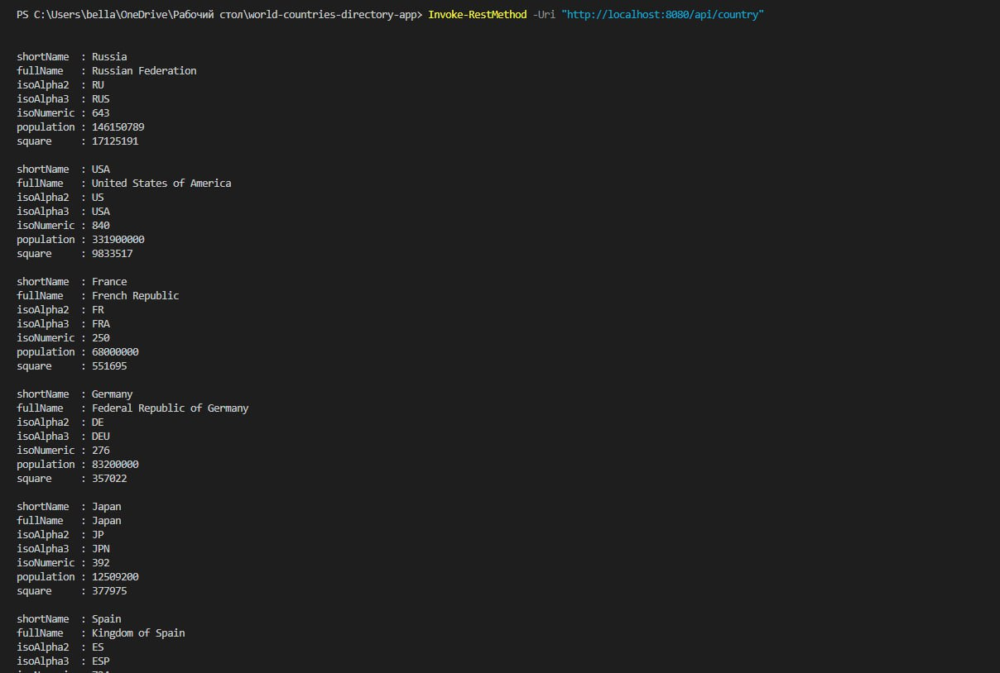 PS C:\Users\bella\OneDrive\Рабочий стол\world-countries-directory-app> Invoke-RestMethod -Uri "http://localhost:8080/api/country"
shortName  : Russia
fullName   : Russian Federation
isoAlpha2  : RU
isoAlpha3  : RUS
isoNumeric : 643
population : 146150789
square     : 17125191
shortName  : USA
fullName   : United States of America
isoAlpha2  : US
isoAlpha3  : USA
isoNumeric : 840
population : 331900000
square     : 9833517
shortName  : France
fullName   : French Republic
isoAlpha2  : FR
isoAlpha3  : FRA
isoNumeric : 250
population : 68000000
square     : 551695
shortName  : Germany
fullName   : Federal Republic of Germany
isoAlpha2  : DE
isoAlpha3  : DEU
isoNumeric : 276
population : 83200000
square     : 357022
shortName  : Japan
fullName   : Japan
isoAlpha2  : JP
isoAlpha3  : JPN
isoNumeric : 392
population : 12509200
square     : 377975
shortName  : Spain
fullName   : Kingdom of Spain
isoAlpha2  : ES
isoAlpha3  : ESP